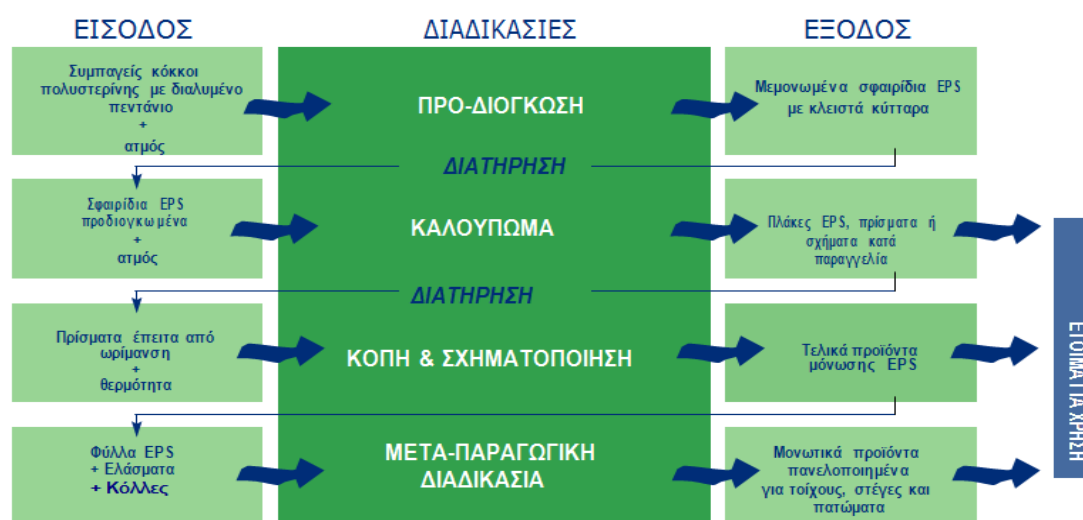 ΕΙΣΟΔΟΣ
ΔΙΑΔΙΚΑΣΙΕΣ
ΕΞΟΔΟΣ
Συμπαγείς κόκκοι
πολυστερίνης με διαλυμένο
πεντάνιο
+
ατμός
ΠΡΟ-ΔΙΟΓΚΩΣΗ
Μεμονωμένα σφαιρίδια EPS
με κλειστά κύτταρα
ΔΙΑΤΗΡΗΣΗ
Σφαιρίδια EPS
προδιογκωμένα
+
ατμός
ΚΑΛΟΥΠΩΜΑ
Πλάκες EPS, πρίσματα ή
σχήματα κατά
παραγγελία
ΔΙΑΤΗΡΗΣΗ
Πρίσματα έπειτα από
ωρίμανση
+
θερμότητα
ΚΟΠΗ & ΣΧΗΜΑΤΟΠΟΙΗΣΗ
Τελικά προϊόντα
μόνωσης EPS
Φύλλα EPS
+ Ελάσματα
+ Κόλλες
ΜΕΤΑ-ΠΑΡΑΓΩΓΙΚΗ
ΔΙΑΔΙΚΑΣΙΑ
Μονωτικά προϊόντα
πανελοποιημένα
για τοίχους, στέγες και
πατώματα
ΕΤΟΙΜΑ ΓΙΑ ΧΡΗΣΗ